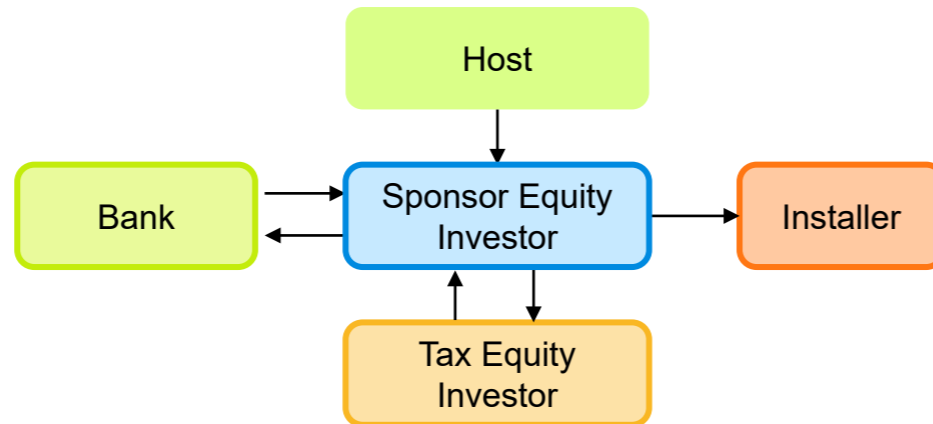 Host
Bank
Sponsor Equity
Investor
Installer
Tax Equity
Investor